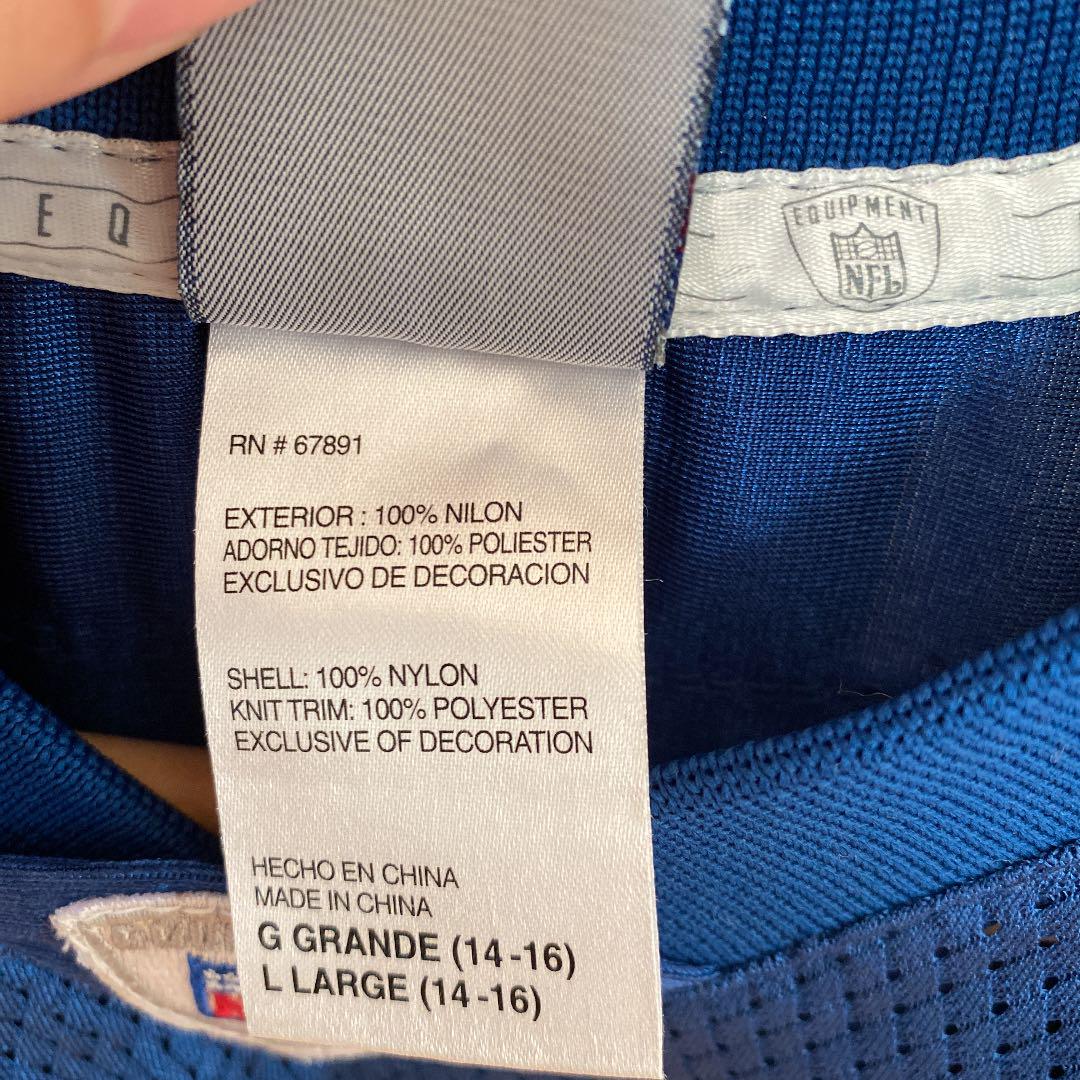 E Q
EQUIPMENT
NFL
RN # 67891
EXTERIOR : 100% NILON
ADORNO TEJIDO: 100% POLIESTER
EXCLUSIVO DE DECORACION
SHELL: 100% NYLON
KNIT TRIM: 100% POLYESTER
EXCLUSIVE OF DECORATION
HECHO EN CHINA
MADE IN CHINA
G GRANDE (14-16)
L LARGE (14-16)